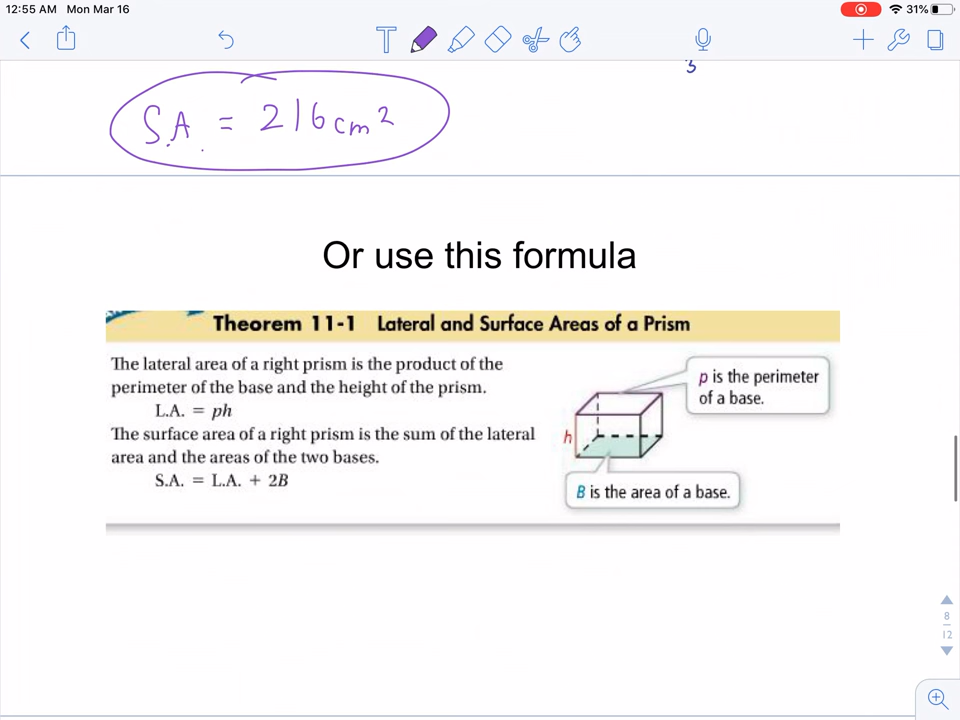 12:55 AM Mon Mar 16
31%
T
3
S.A. = 216 cm²
Or use this formula
Theorem 11-1 Lateral and Surface Areas of a Prism
The lateral area of a right prism is the product of the
perimeter of the base and the height of the prism.
L.A. = ph
The surface area of a right prism is the sum of the lateral
area and the areas of the two bases.
S.A. = L.A. + 2B
p is the perimeter
of a base.
h
B is the area of a base.
8
12